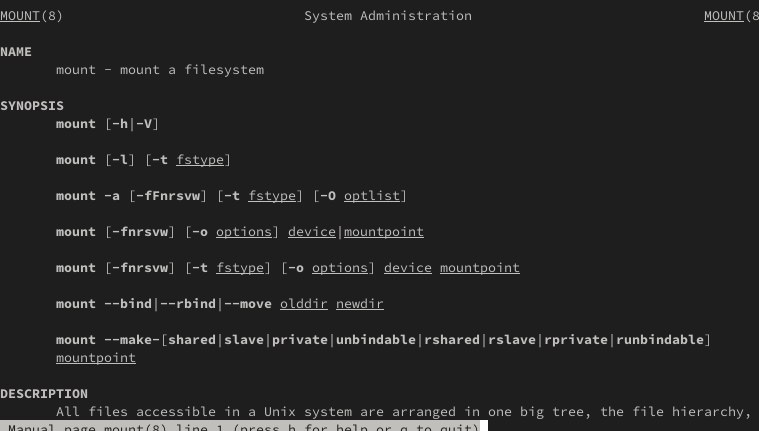 MOUNT(8)                              System Administration                             MOUNT(8
NAME
mount - mount a filesystem
SYNOPSIS
mount [-h|-V]
mount [-l] [-t fstype]
mount -a [-fFnrsvw] [-t fstype] [-O optlist]
mount [-fnrsvw] [-o options] device|mountpoint
mount [-fnrsvw] [-t fstype] [-o options] device mountpoint
mount --bind|--rbind|--move olddir newdir
mount --make-[shared|slave|private|unbindable|rshared|rslave|rprivate|runbindable]
mountpoint
DESCRIPTION
All files accessible in a Unix system are arranged in one big tree, the file hierarchy,
Manual page mount(8) line 1 (press h for help or q to quit)